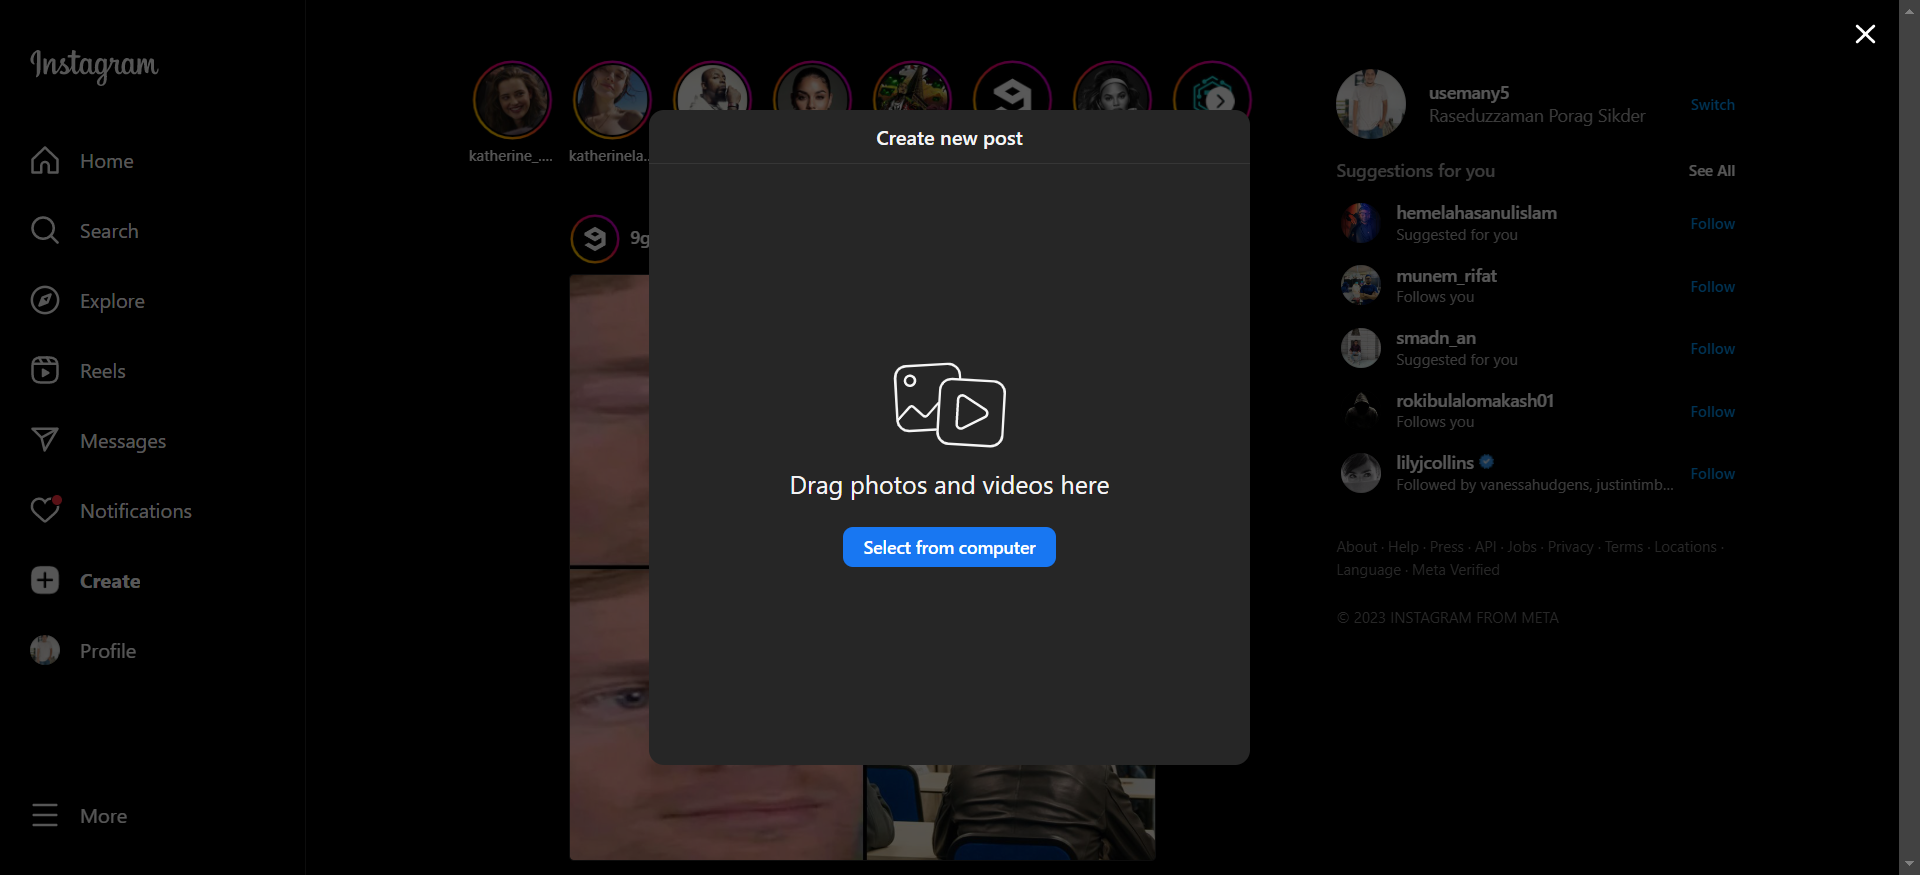 Instagram
Home
Search
Explore
Reels
Messages
Notifications
Create
Profile
More
katherine_....
katherinela...
9g
Create new post
Drag photos and videos here
Select from computer
usemany5
Raseduzzaman Porag Sikder
Switch
Suggestions for you
See All
hemelahasanulislam
Suggested for you
Follow
munem_rifat
Follows you
Follow
smadn_an
Suggested for you
Follow
rokibulalomakash01
Follows you
Follow
lilyjcollins
Followed by vanessahudgens, justintimb...
Follow
About · Help · Press · API · Jobs · Privacy · Terms · Locations ·
Language · Meta Verified
© 2023 INSTAGRAM FROM META